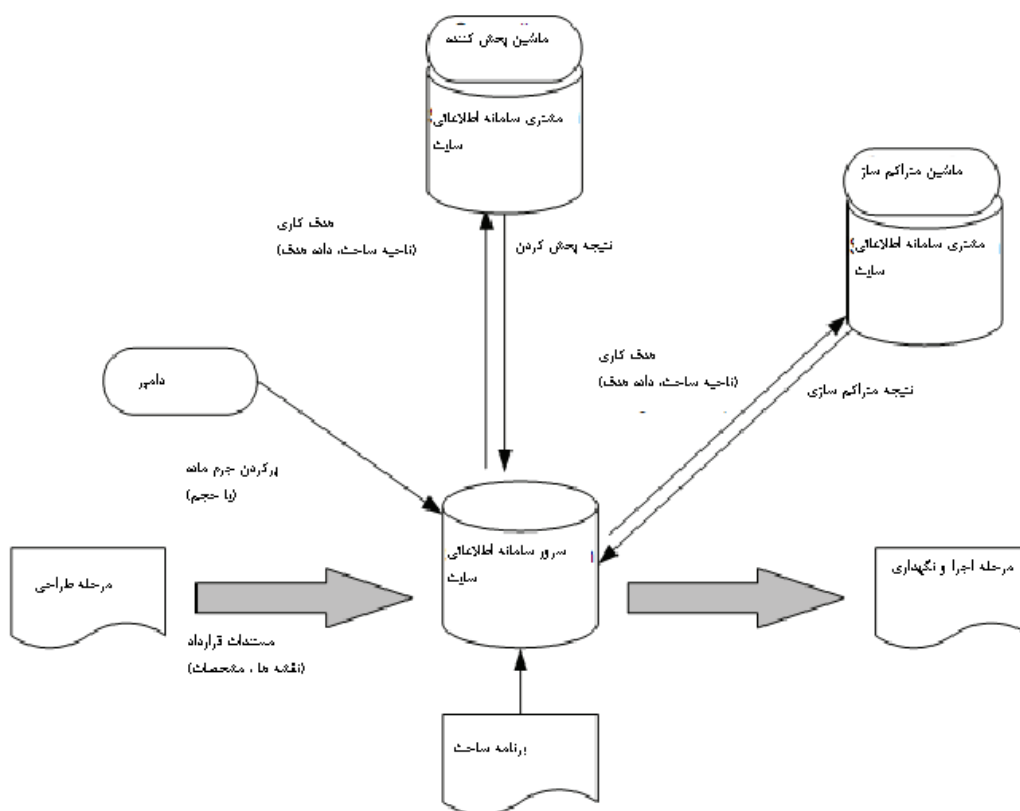 ماشین پخش کننده
مشتری سامانه اطلاعاتی
سایت
ماشین متراکم ساز
مشتری سامانه اطلاعاتی
سایت
هدف کاری
(ناحیه ساخت، داده هدف)
نتیجه پخش کردن
هدف کاری
(ناحیه ساخت، داده هدف)
نتیجه متراکم سازی
دامپر
پرکردن جرم ماده
(یا حجم)
سرور سامانه اطلاعاتی
سایت
مرحله طراحی
مرحله اجرا و نگهداری
مستندات قرارداد
(نقشه ها ، مشخصات)
برنامه ساخت